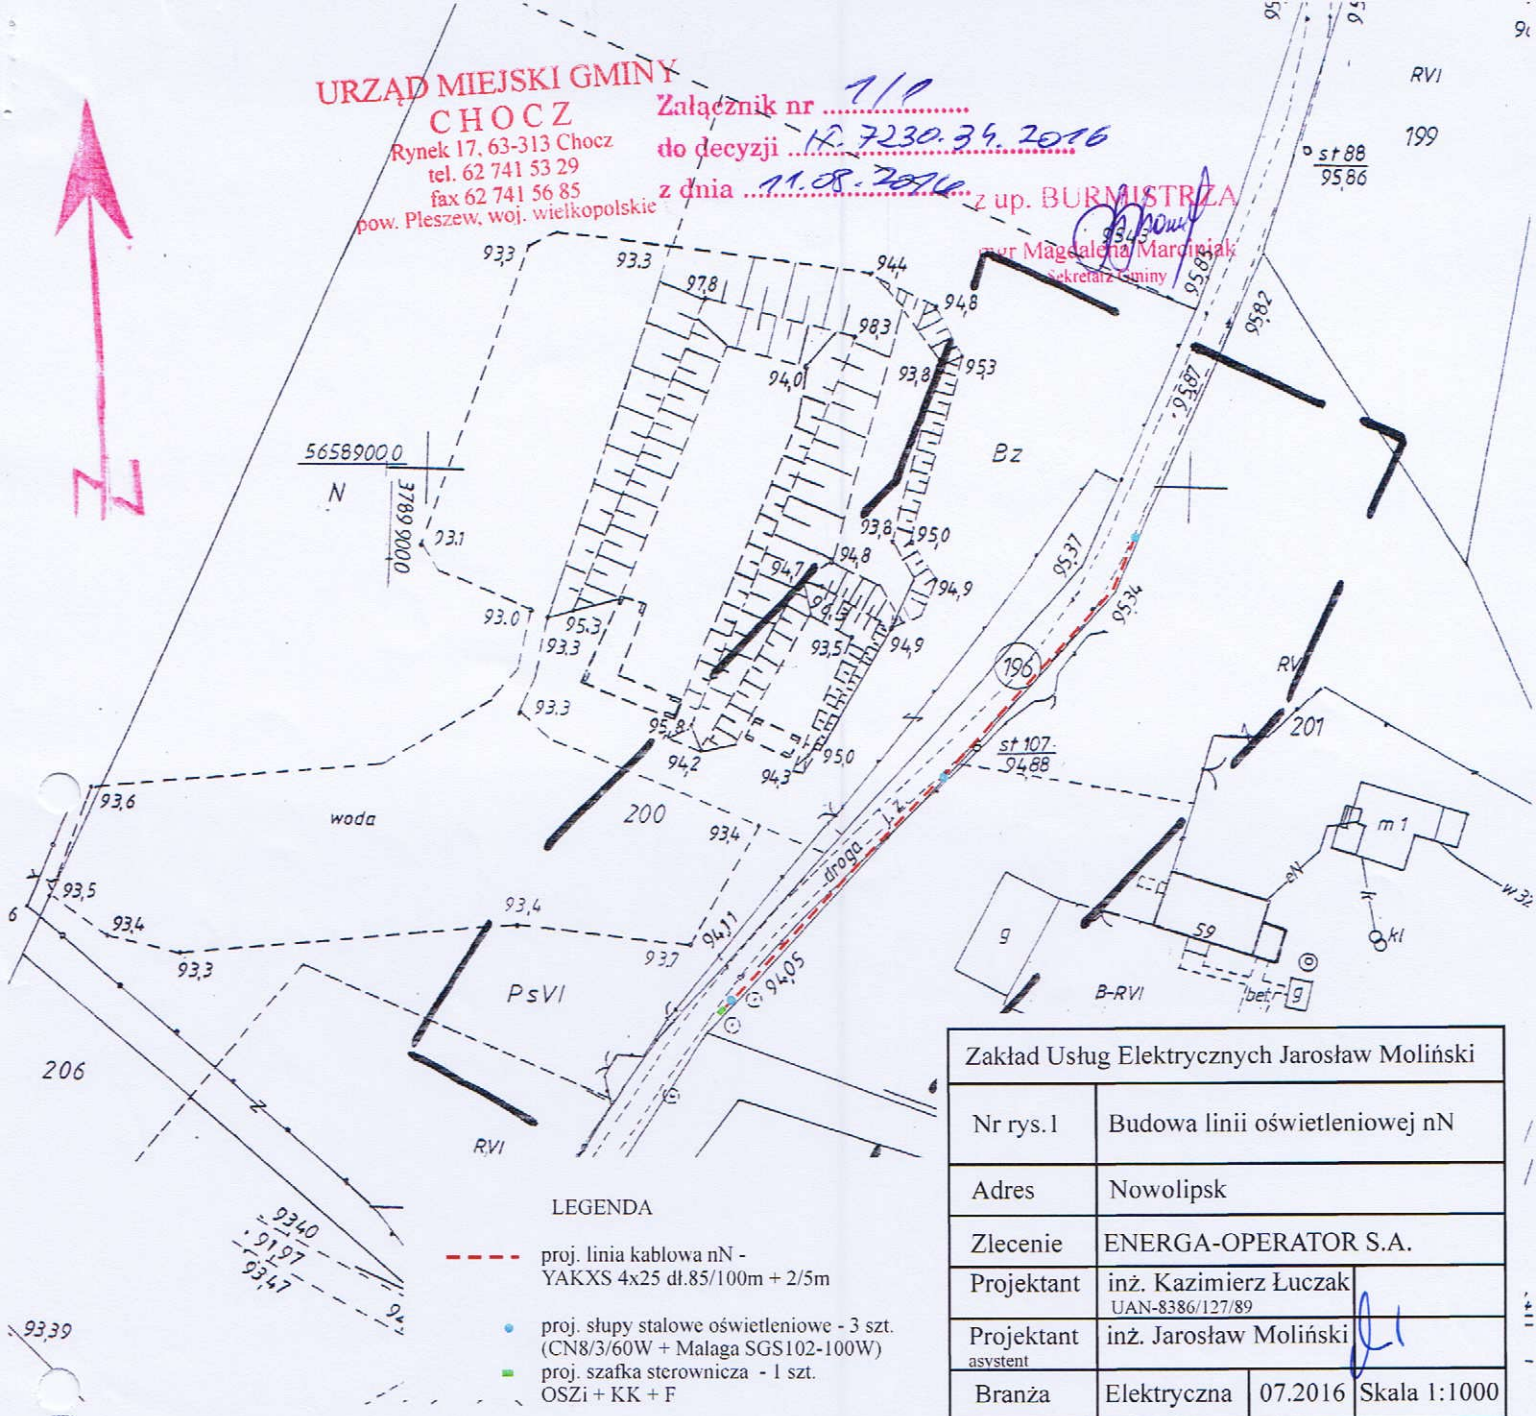 URZĄD MIEJSKI GMINY
CHOCZ
Rynek 17, 63-313 Chocz
tel. 62 741 53 29
fax 62 741 56 85
pow. Pleszew, woj. wielkopolskie
Załącznik nr 1/1
do decyzji 7230.34.2016
z dnia 11.08.2016
z up. BURMISTRZA
mgr Magdalena Marciniak
Sekretarz Gminy
RVI
199
st 88
95,86
93,3
93.3
97,8
94,4
94,8
98,3
94,0
93,8
95,3
95,83
95,82
95,87
5658900 0
N
3789 900 0
93.1
Bz
93,8
95,0
94,7
94,8
94,9
93.0
95.3
93.3
93,5
94,9
95,37
95,34
196
RV
201
93.3
95,8
94,2
94,3
95,0
st 107
94,88
93,6
woda
200
93,4
droga
m 1
eN
k
kl
w 32
93,5
6
93,4
93,3
93,4
93,7
94,11
94,05
g
59
B-RVI
bet
g
PsVI
206
RVI
93,40
91,97
93,47
93,39
LEGENDA
proj. linia kablowa nN -
YAKXS 4x25 dł.85/100m + 2/5m
proj. słupy stalowe oświetleniowe - 3 szt.
(CN8/3/60W + Malaga SGS102-100W)
proj. szafka sterownicza - 1 szt.
OSZi + KK + F
Zakład Usług Elektrycznych Jarosław Moliński
Nr rys.1 Budowa linii oświetleniowej nN
Adres Nowolipsk
Zlecenie ENERGA-OPERATOR S.A.
Projektant inż. Kazimierz Łuczak
UAN-8386/127/89
Projektant inż. Jarosław Moliński
asystent
Branża Elektryczna 07.2016 Skala 1:1000